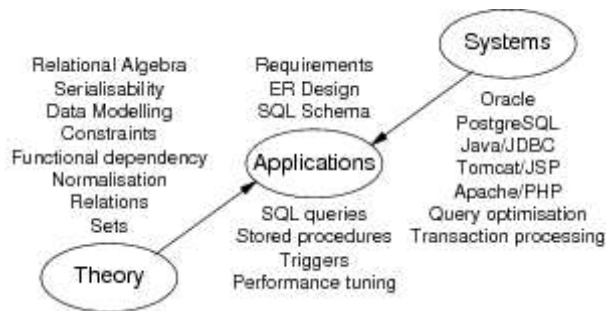 Relational Algebra
Serialisability
Data Modelling
Constraints
Functional dependency
Normalisation
Relations
Sets
Theory
Requirements
ER Design
SQL Schema
Applications
SQL queries
Stored procedures
Triggers
Performance tuning
Systems
Oracle
PostgreSQL
Java/JDBC
Tomcat/JSP
Apache/PHP
Query optimisation
Transaction processing